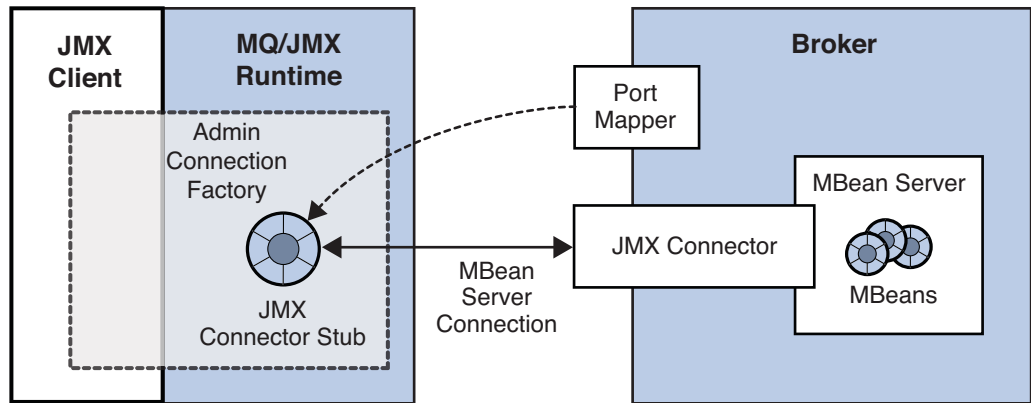 JMX
Client
MQ/JMX
Runtime
Broker
Port
Mapper
Admin
Connection
Factory
MBean Server
JMX Connector
MBean
Server
Connection
MBeans
JMX
Connector Stub